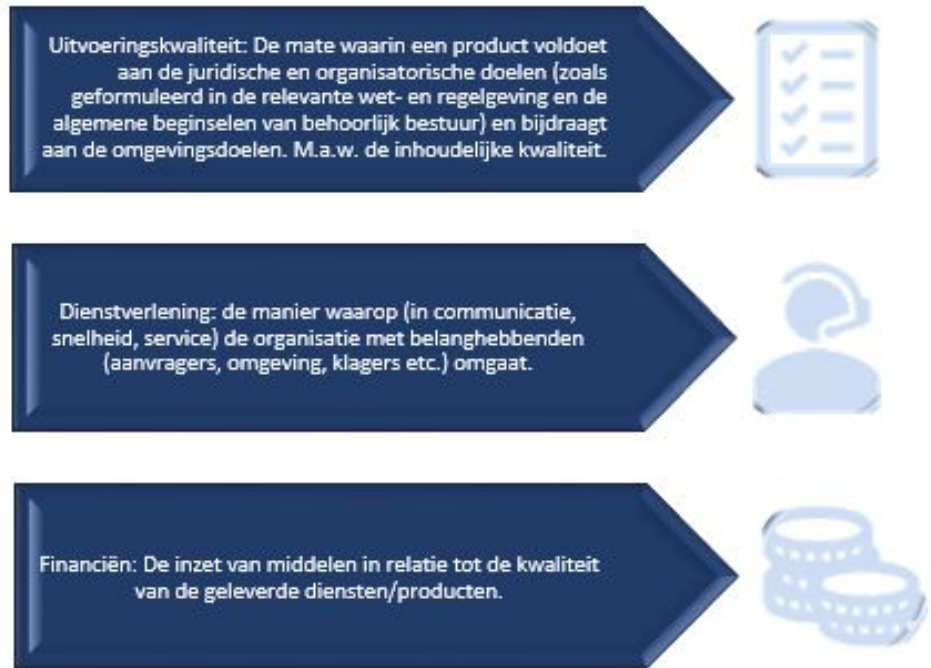 Uitvoeringskwaliteit: De mate waarin een product voldoet
aan de juridische en organisatorische doelen (zoals
geformuleerd in de relevante wet- en regelgeving en de
algemene beginselen van behoorlijk bestuur) en bijdraagt
aan de omgevingsdoelen. M.a.w. de inhoudelijke kwaliteit.
Dienstverlening: de manier waarop (in communicatie,
snelheid, service) de organisatie met belanghebbenden
(aanvragers, omgeving, klagers etc.) omgaat.
Financiën: De inzet van middelen in relatie tot de kwaliteit
van de geleverde diensten/producten.